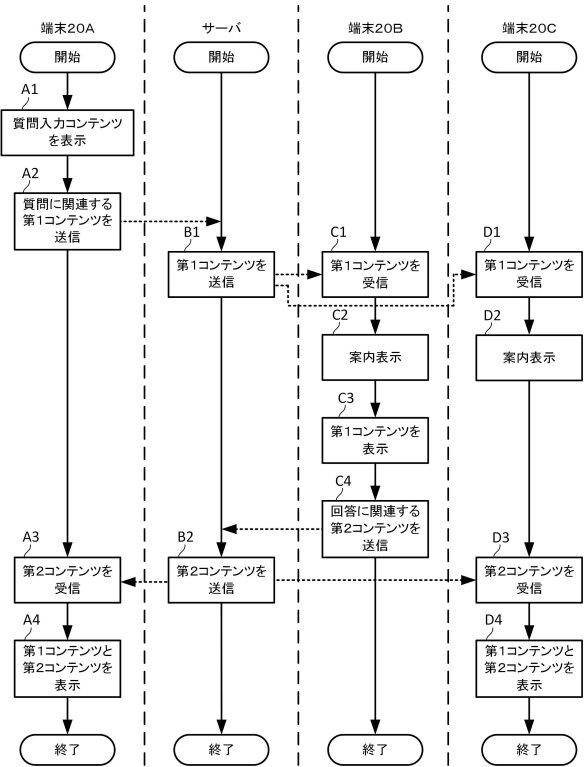 端末20A
サーバ
端末20B
端末20C
開始
開始
開始
開始
A1
質問入力コンテンツ
を表示
A2
質問に関連する
第1コンテンツを
送信
B1
第1コンテンツを
送信
C1
第1コンテンツを
受信
D1
第1コンテンツを
受信
C2
案内表示
D2
案内表示
C3
第1コンテンツを
表示
C4
回答に関連する
第2コンテンツを
送信
A3
第2コンテンツを
受信
B2
第2コンテンツを
送信
D3
第2コンテンツを
受信
A4
第1コンテンツと
第2コンテンツを
表示
D4
第1コンテンツと
第2コンテンツを
表示
終了
終了
終了
終了